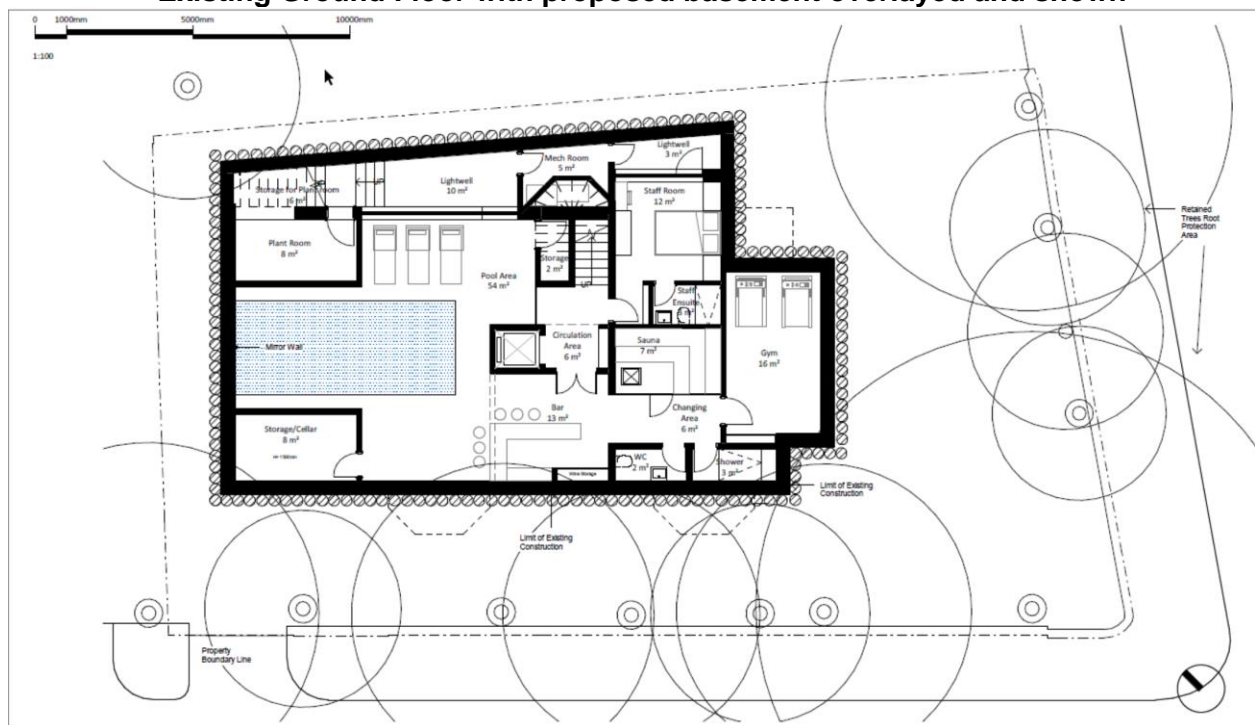 Existing Ground Floor with proposed basement overlayed and shown
0 1000mm 5000mm 10000mm
1:100
Lightwell
3 m²
Mech Room
5 m²
Lightwell
10 m²
UP
Storage for Plant room
6 m²
Staff Room
12 m²
Retained
Trees Root
Protection
Area
Plant Room
8 m²
Storage
2 m²
Pool Area
54 m²
UP
Staff
Ensuite
3 m²
Mirror Wall
Circulation
Area
6 m²
Sauna
7 m²
Gym
16 m²
Bar
13 m²
Changing
Area
6 m²
Storage/Cellar
8 m²
WC
2 m²
Shower
3 m²
Wine Storage
Limit of Existing
Construction
Limit of Existing
Construction
Property
Boundary Line